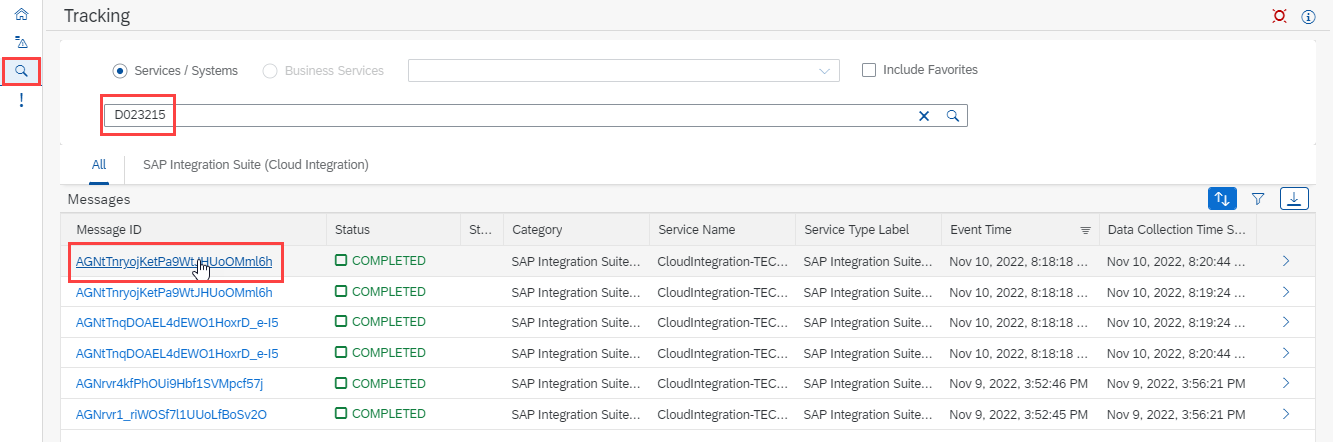 Tracking
Services / Systems Business Services Include Favorites
D023215
All SAP Integration Suite (Cloud Integration)
Messages
Message ID Status St... Category Service Name Service Type Label Event Time Data Collection Time S...
AGNtTnryojKetPa9WtJHUoOMml6h COMPLETED SAP Integration Suite... CloudIntegration-TEC... SAP Integration Suite... Nov 10, 2022, 8:18:18 ... Nov 10, 2022, 8:20:44 ...
AGNtTnryojKetPa9WtJHUoOMml6h COMPLETED SAP Integration Suite... CloudIntegration-TEC... SAP Integration Suite... Nov 10, 2022, 8:18:18 ... Nov 10, 2022, 8:19:24 ...
AGNtTnqDOAEL4dEWO1HoxrD_e-I5 COMPLETED SAP Integration Suite... CloudIntegration-TEC... SAP Integration Suite... Nov 10, 2022, 8:18:18 ... Nov 10, 2022, 8:19:24 ...
AGNtTnqDOAEL4dEWO1HoxrD_e-I5 COMPLETED SAP Integration Suite... CloudIntegration-TEC... SAP Integration Suite... Nov 10, 2022, 8:18:18 ... Nov 10, 2022, 8:20:44 ...
AGNrvr4kfPhOUi9Hbf1SVMpcf57j COMPLETED SAP Integration Suite... CloudIntegration-TEC... SAP Integration Suite... Nov 9, 2022, 3:52:46 PM Nov 9, 2022, 3:56:21 PM
AGNrvr1_riWOSf7l1UUoLfBoSv2O COMPLETED SAP Integration Suite... CloudIntegration-TEC... SAP Integration Suite... Nov 9, 2022, 3:52:45 PM Nov 9, 2022, 3:56:21 PM